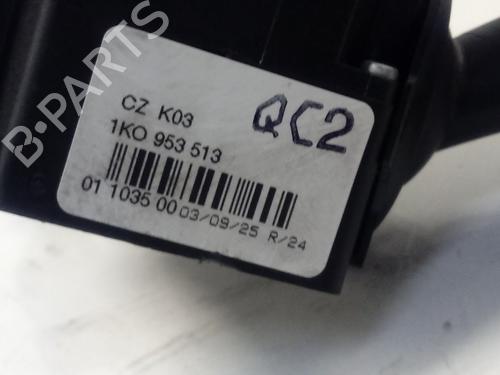 CZ K03
QC2
1KO 953 513
01 1035 00 03/09/25 R/24
B-PARTS